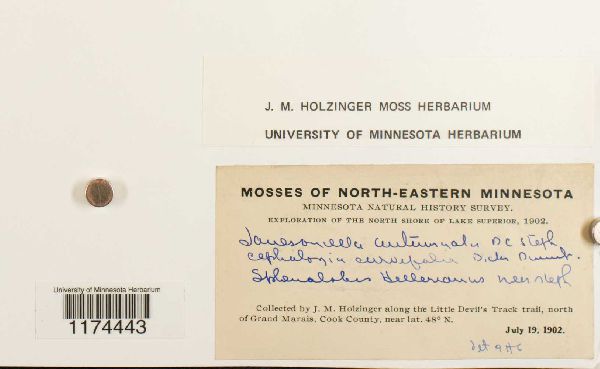 J. M. HOLZINGER MOSS HERBARIUM
UNIVERSITY OF MINNESOTA HERBARIUM
MOSSES OF NORTH-EASTERN MINNESOTA
MINNESOTA NATURAL HISTORY SURVEY.
EXPLORATION OF THE NORTH SHORE OF LAKE SUPERIOR, 1902.
Jamesoniella autumnalis DC Steph
Cephalozia curvifolia Dicks Dumort.
Sphenolobus Hellerianus Nees Steph
Collected by J. M. Holzinger along the Little Devil's Track trail, north
of Grand Marais, Cook County, near lat. 48° N.
July 19, 1902.
det
University of Minnesota Herbarium
1174443